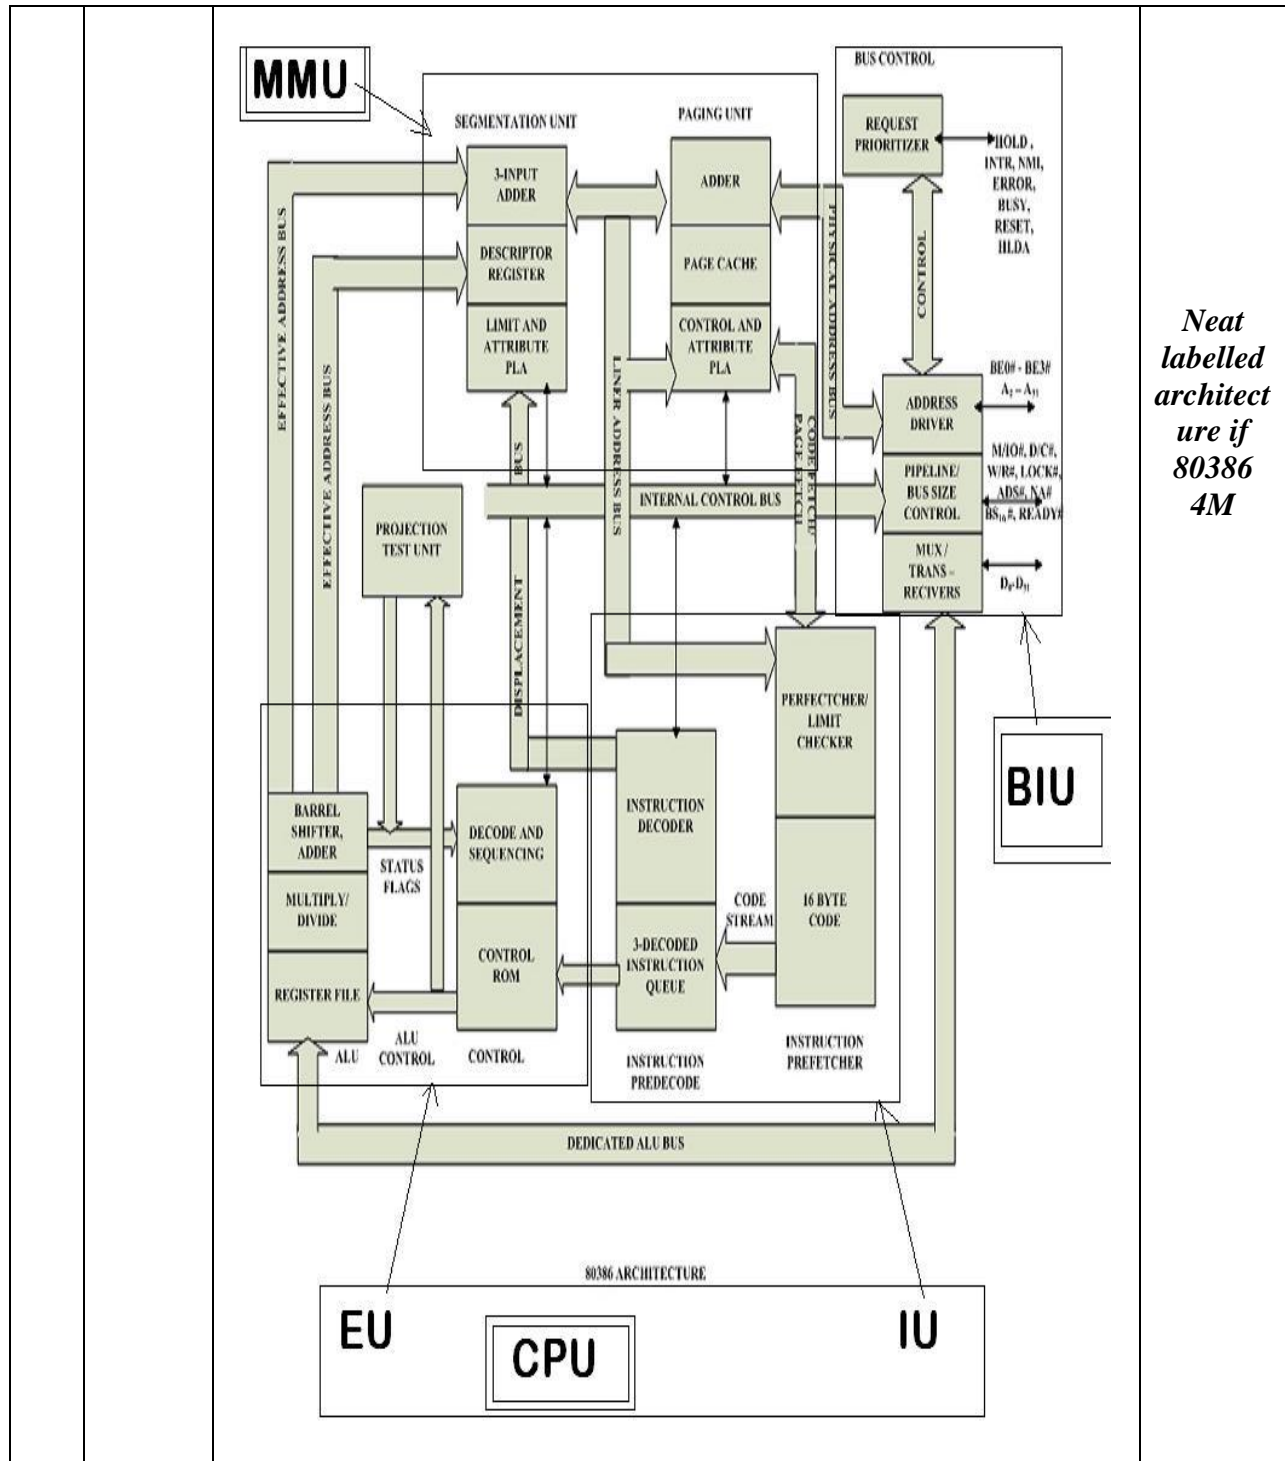 MMU
SEGMENTATION UNIT
PAGING UNIT
BUS CONTROL
3-INPUT
ADDER
DESCRIPTOR
REGISTER
LIMIT AND
ATTRIBUTE
PLA
ADDER
PAGE CACHE
CONTROL AND
ATTRIBUTE
PLA
REQUEST
PRIORITIZER
HOLD ,
INTR, NMI,
ERROR,
BUSY,
RESET,
HLDA
CONTROL
EFFECTIVE ADDRESS BUS
EFFECTIVE ADDRESS BUS
PHYSICAL ADDRESS BUS
LINER ADDRESS BUS
CODE FETCH/
PAGE FETCH
DISPLACEMENT BUS
ADDRESS
DRIVER
BE0# - BE3#
A₂ – A₃₁
PIPELINE/
BUS SIZE
CONTROL
M/IO#, D/C#,
W/R#, LOCK#,
ADS#, NA#
BS₁₆#, READY#
MUX /
TRANS –
RECIVERS
D₀-D₃₁
INTERNAL CONTROL BUS
PROJECTION
TEST UNIT
Neat
labelled
architect
ure if
80386
4M
PERFECTCHER/
LIMIT
CHECKER
16 BYTE
CODE
BIU
BARREL
SHIFTER,
ADDER
MULTIPLY/
DIVIDE
REGISTER FILE
STATUS
FLAGS
DECODE AND
SEQUENCING
CONTROL
ROM
INSTRUCTION
DECODER
3-DECODED
INSTRUCTION
QUEUE
CODE
STREAM
ALU
ALU
CONTROL
CONTROL
INSTRUCTION
PREDECODE
INSTRUCTION
PREFETCHER
DEDICATED ALU BUS
80386 ARCHITECTURE
EU
CPU
IU